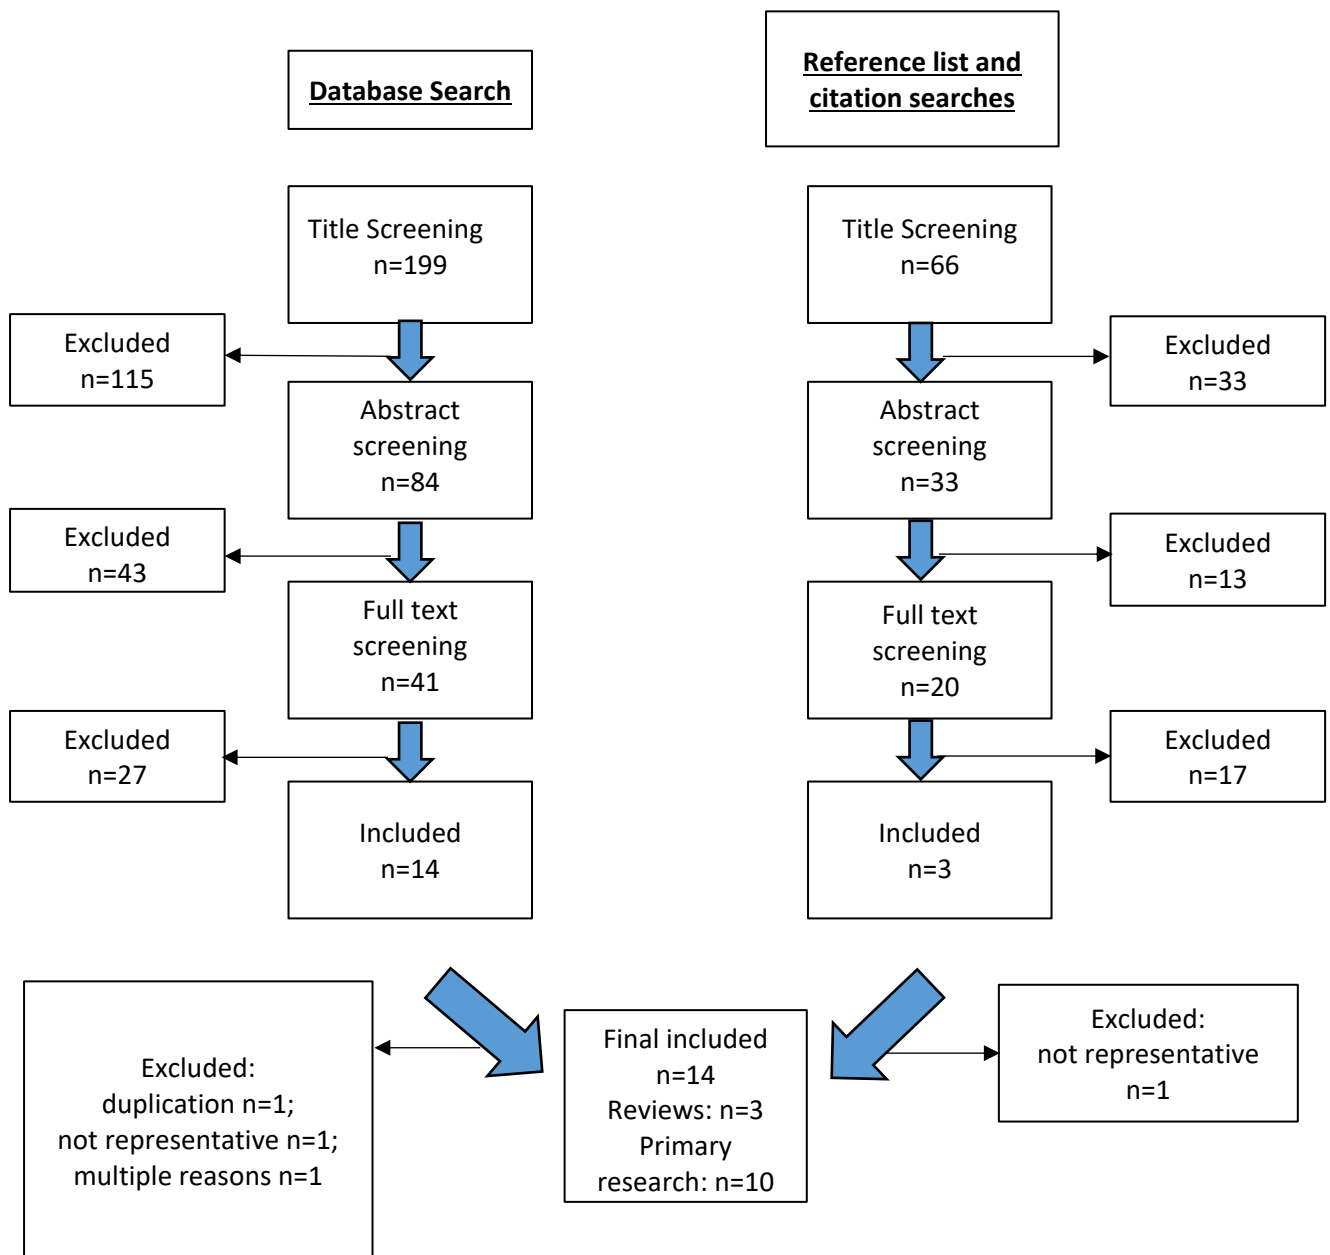 Database Search
Reference list and
citation searches
Title Screening
n=199
Title Screening
n=66
Excluded
n=115
Excluded
n=33
Abstract
screening
n=84
Abstract
screening
n=33
Excluded
n=43
Excluded
n=13
Full text
screening
n=41
Full text
screening
n=20
Excluded
n=27
Excluded
n=17
Included
n=14
Included
n=3
Excluded:
duplication n=1;
not representative n=1;
multiple reasons n=1
Final included
n=14
Reviews: n=3
Primary
research: n=10
Excluded:
not representative
n=1